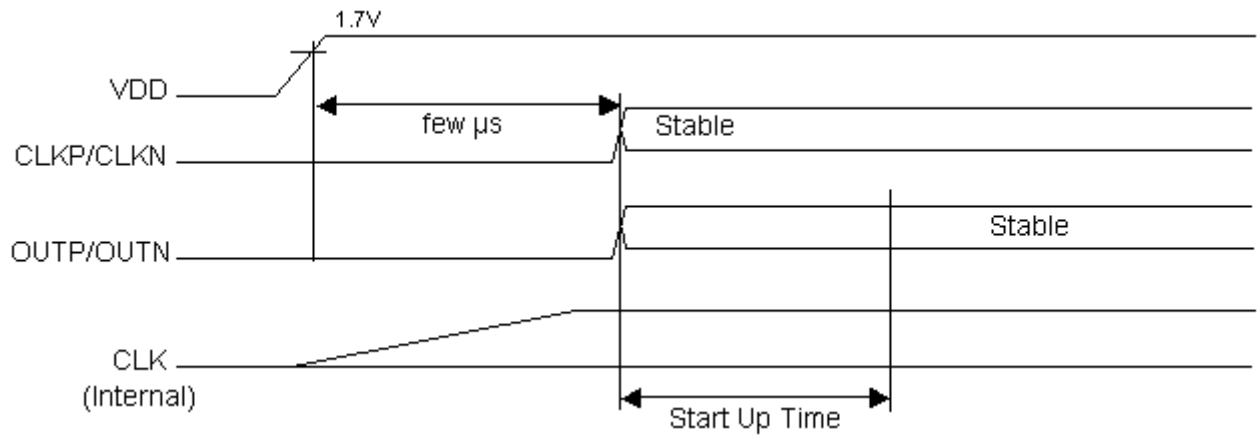 1.7V
VDD
few µs
Stable
CLKP/CLKN
Stable
OUTP/OUTN
CLK
(Internal)
Start Up Time